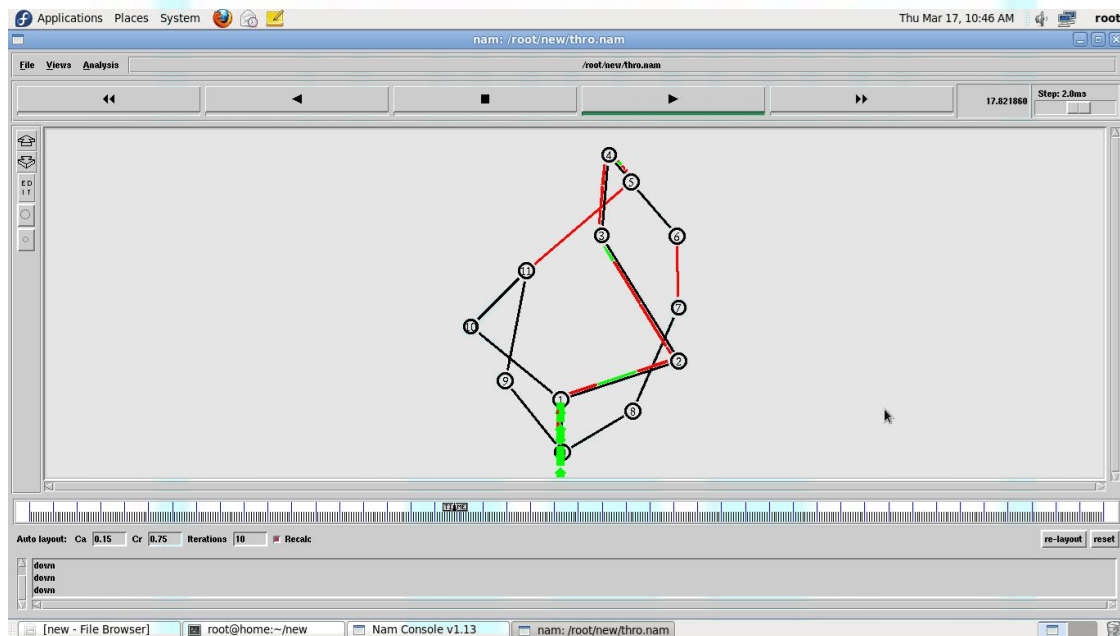 Applications Places System Thu Mar 17, 10:46 AM root
nam: /root/new/thro.nam
File Views Analysis /root/new/thro.nam
17.821860 Step: 2.0ms
4
5
ED
IT
3
6
11
7
10
2
9
1
8
TIME
Auto layout: Ca 0.15 Cr 0.75 Iterations 10 Recalc re-layout reset
down
down
down
[new - File Browser] root@home:~/new Nam Console v1.13 nam: /root/new/thro.nam